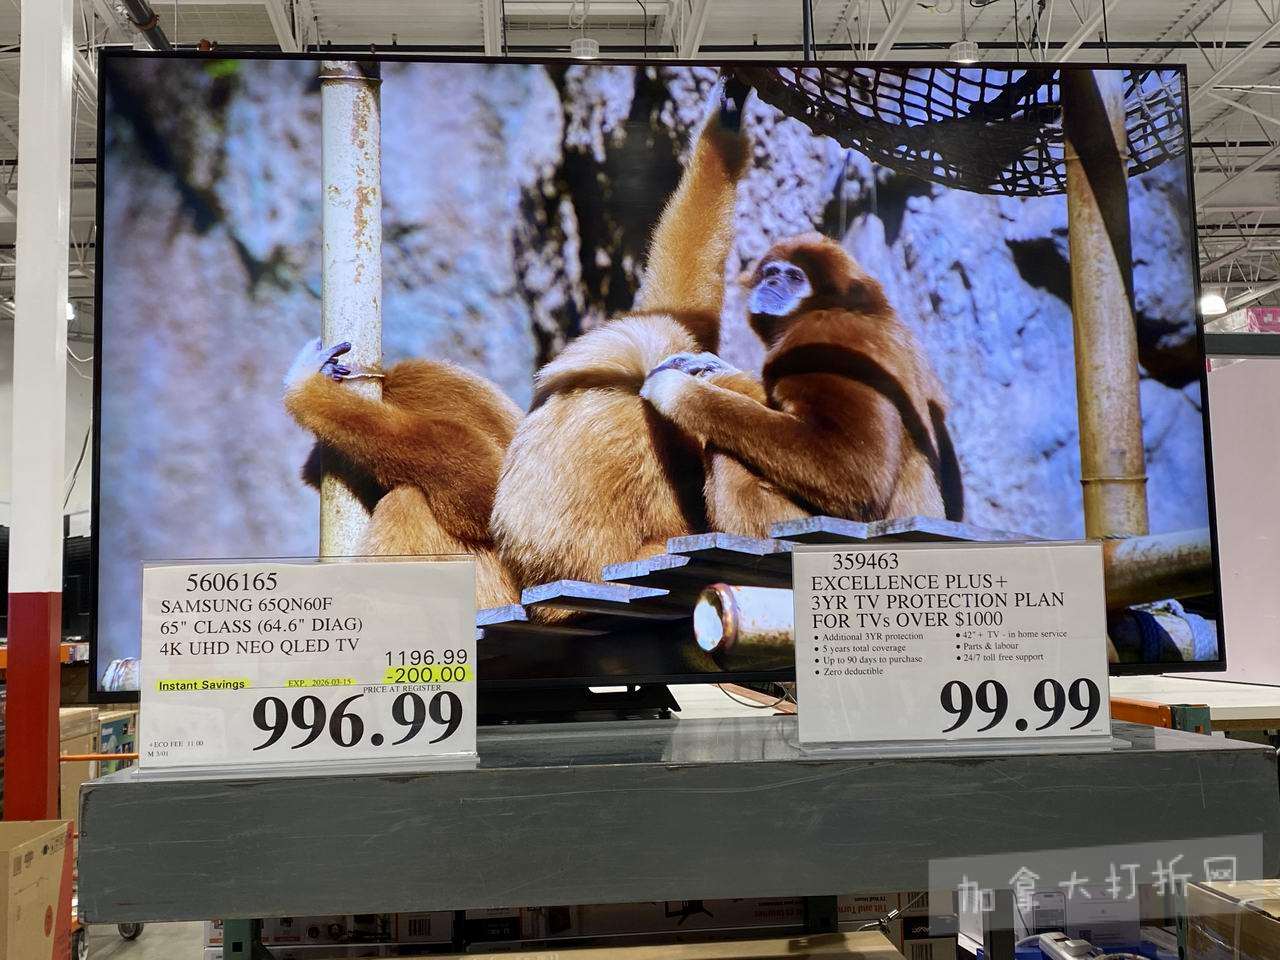 5606165
SAMSUNG 65QN60F
65" CLASS (64.6" DIAG)
4K UHD NEO QLED TV
1196.99
Instant Savings EXP. 2026-03-15 -200.00
PRICE AT REGISTER
996.99
+ECO FEE 11.00
M 3/01
359463
EXCELLENCE PLUS+
3YR TV PROTECTION PLAN
FOR TVs OVER $1000
• Additional 3YR protection
• 5 years total coverage
• Up to 90 days to purchase
• Zero deductible
• 42"+ TV - in home service
• Parts & labour
• 24/7 toll free support
99.99
加拿大打折网